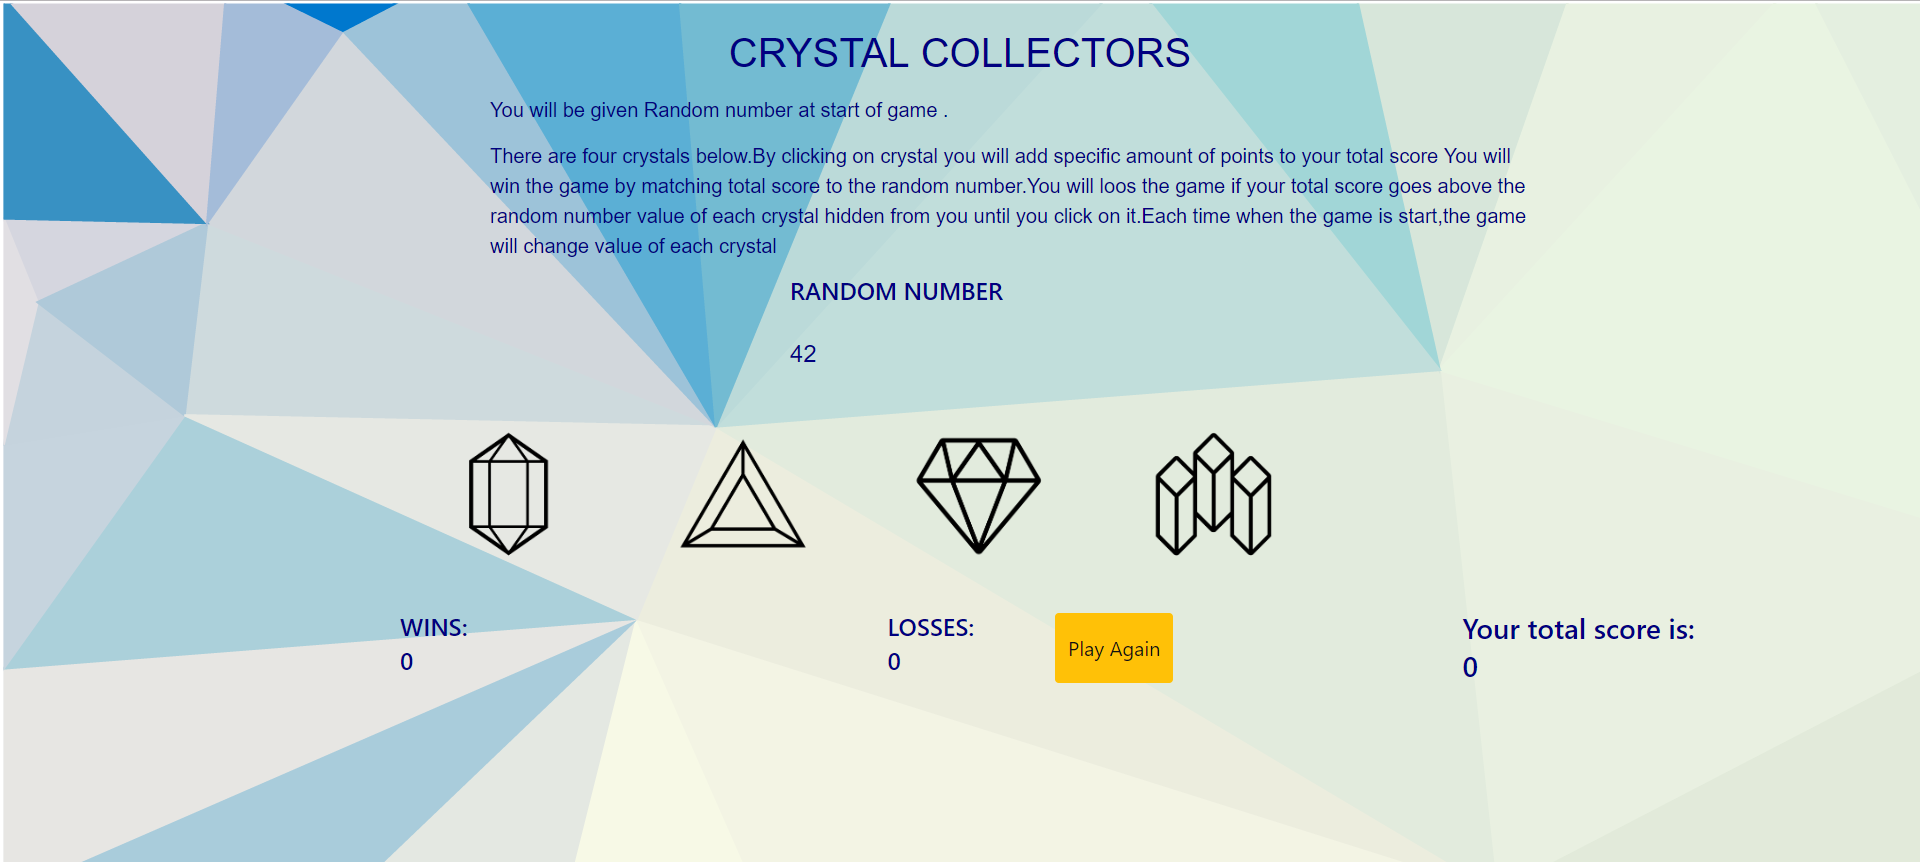 CRYSTAL COLLECTORS
You will be given Random number at start of game .
There are four crystals below.By clicking on crystal you will add specific amount of points to your total score You will
win the game by matching total score to the random number.You will loos the game if your total score goes above the
random number value of each crystal hidden from you until you click on it.Each time when the game is start,the game
will change value of each crystal
RANDOM NUMBER
42
WINS:
0
LOSSES:
0
Play Again
Your total score is:
0